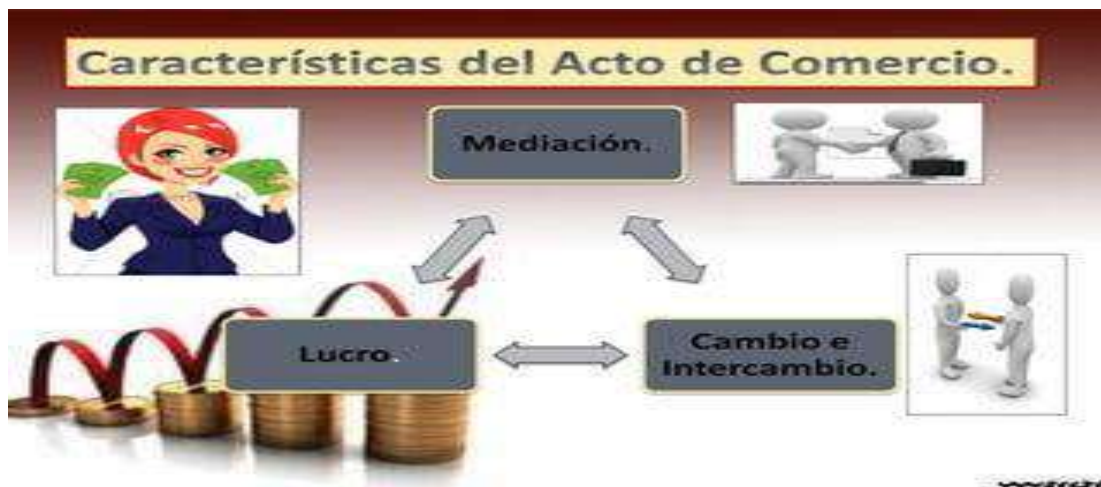 Características del Acto de Comercio.
Mediación.
Lucro.
Cambio e
Intercambio.